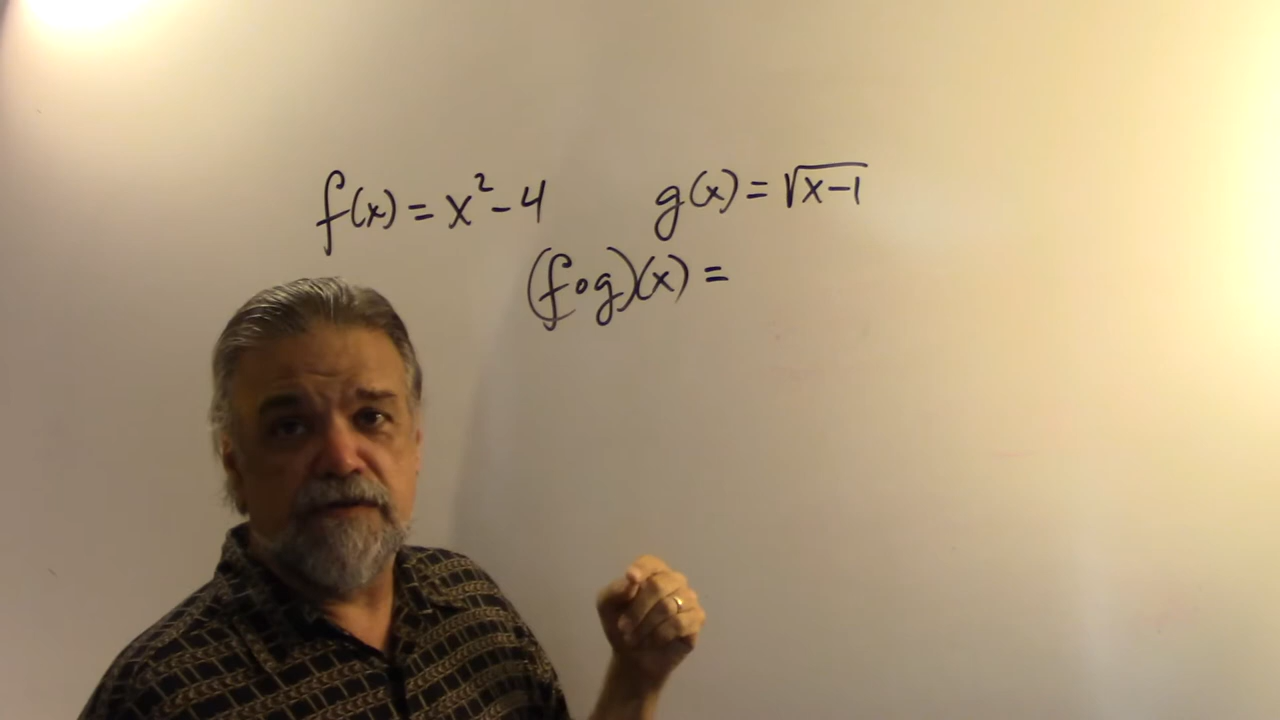 f(x) = x² - 4 g(x) = √(x-1)
(f∘g)(x) =